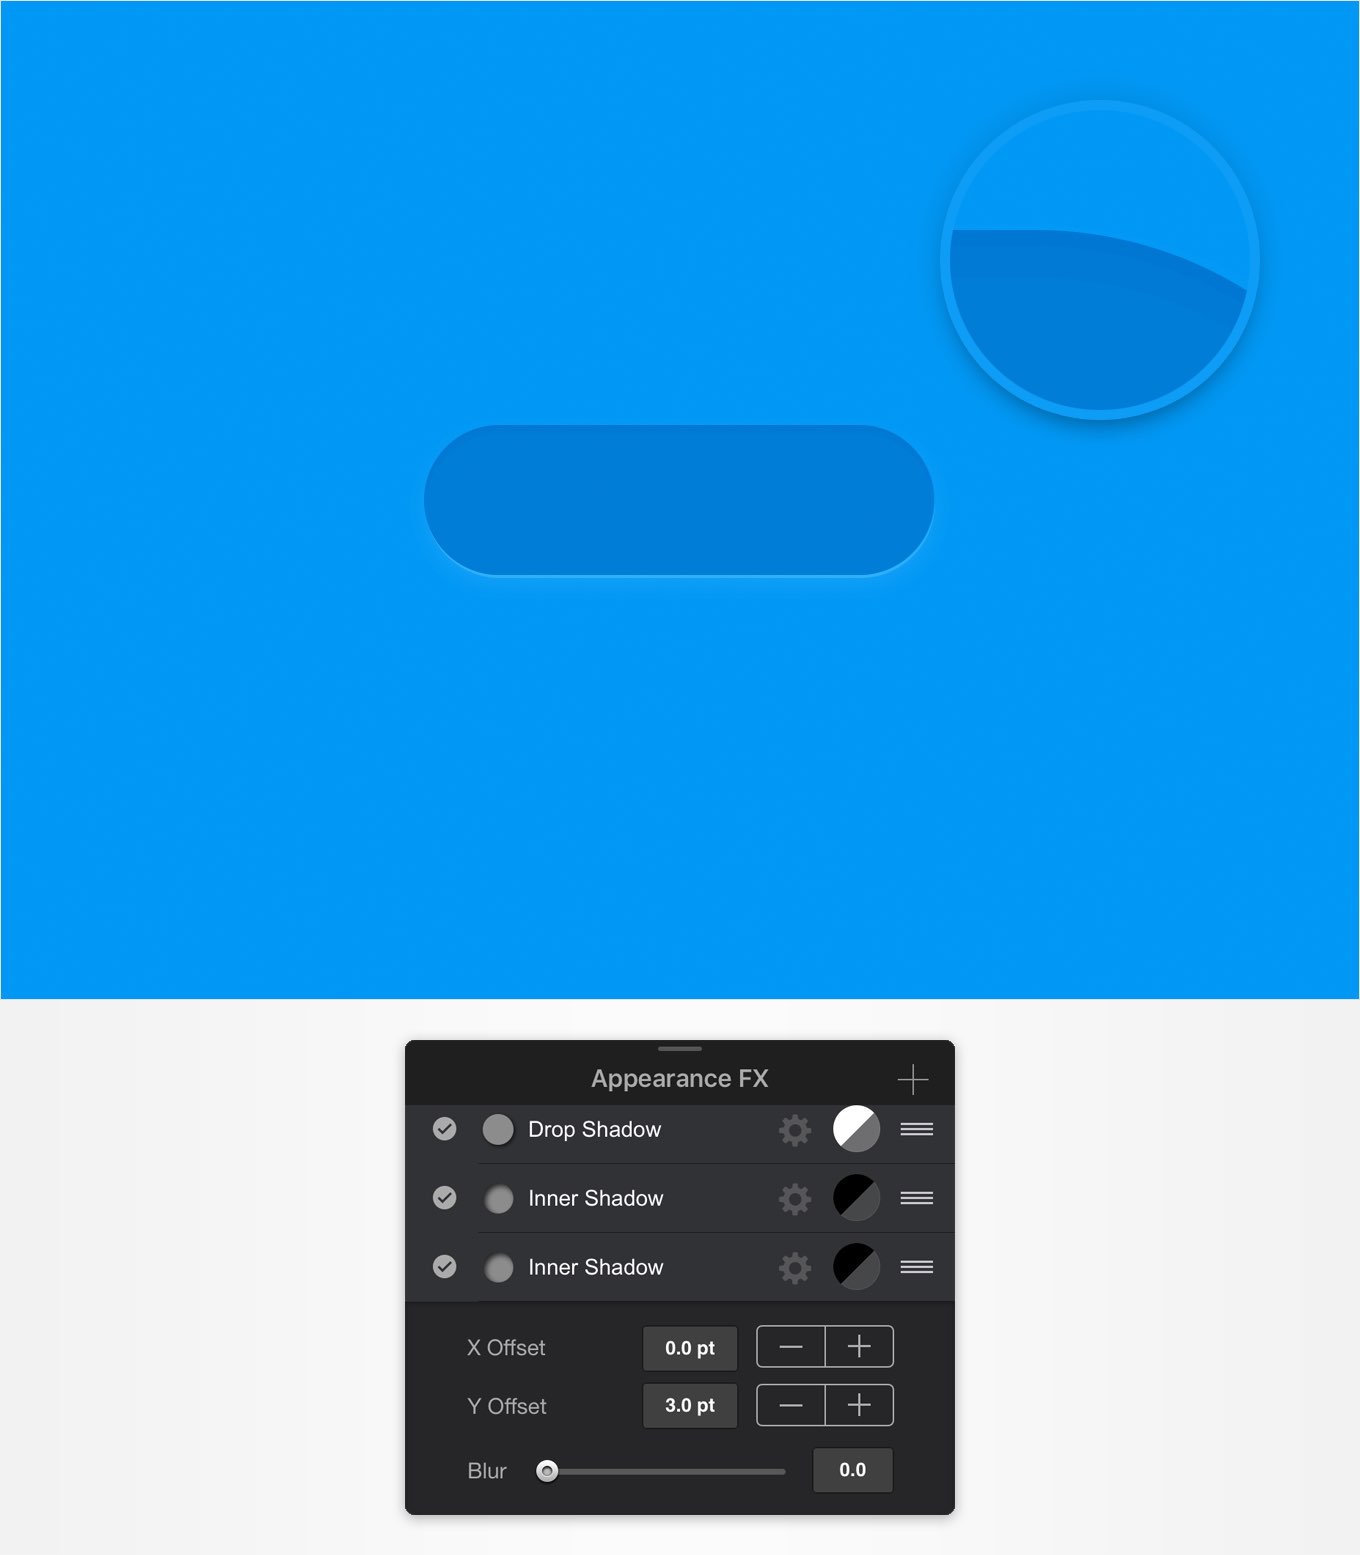 Appearance FX
Drop Shadow
Inner Shadow
Inner Shadow
X Offset 0.0 pt
Y Offset 3.0 pt
Blur 0.0